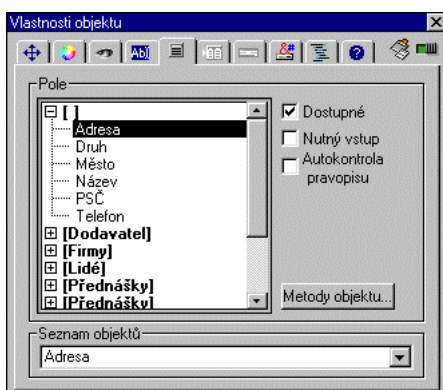 Vlastnosti objektu
Pole
[ ]
Adresa
Druh
Město
Název
PSČ
Telefon
[Dodavatel]
[Firmy]
[Lidé]
[Přednášky]
[Přednášky]
Dostupné
Nutný vstup
Autokontrola
pravopisu
Metody objektu...
Seznam objektů
Adresa